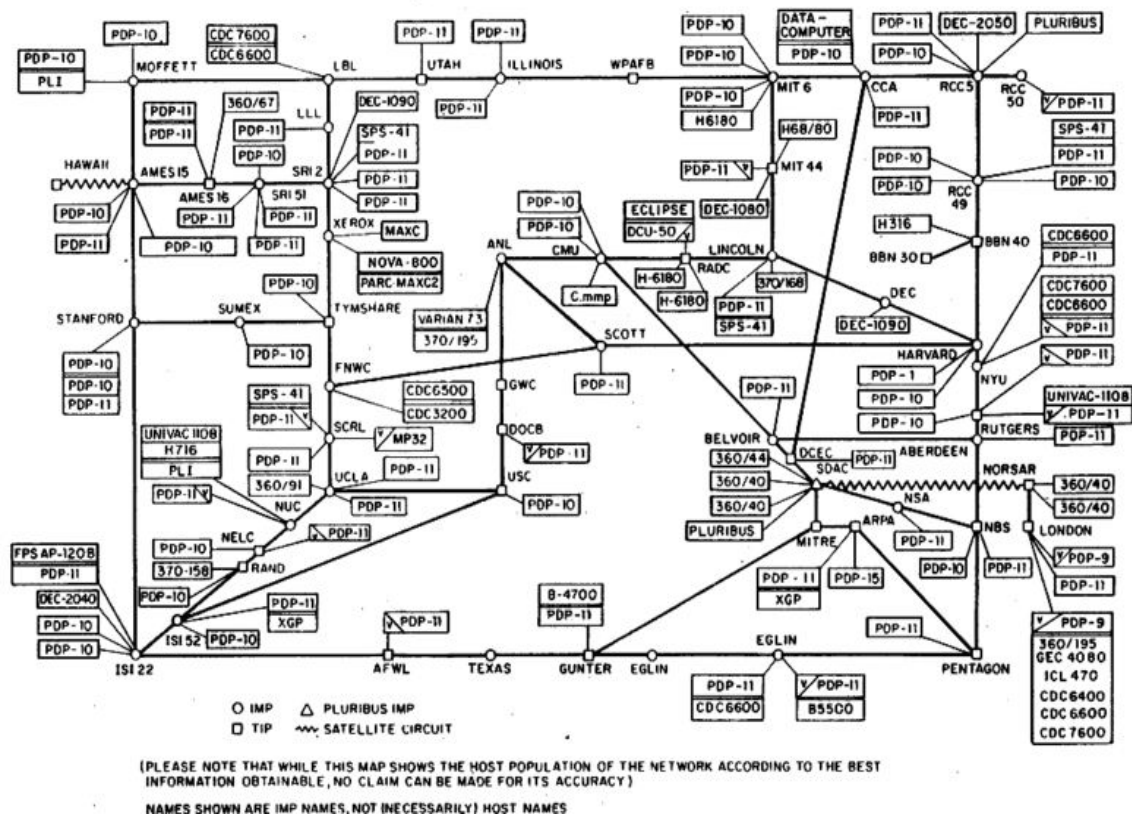 PDP-10
CDC7600
CDC6600
PDP-11
PDP-11
PDP-10
DATA-
COMPUTER
PDP-10
PDP-11
DEC-2050
PLURIBUS
PDP-10
PLI
MOFFETT
LBL
UTAH
ILLINOIS
WPAFB
PDP-10
MIT 6
CCA
PDP-10
RCC5
RCC
50
PDP-11
PDP-11
PDP-11
360/67
LLL
PDP-11
DEC-1090
PDP-11
PDP-10
H6180
PDP-11
V PDP-11
HAWAII
AMES 15
AMES 16
PDP-10
SRI 51
SRI 2
SPS-41
PDP-11
PDP-11
PDP-11
H68/80
PDP-11 V
MIT 44
DEC-1080
PDP-10
PDP-10
RCC
49
SPS-41
PDP-11
PDP-10
PDP-10
PDP-11
PDP-10
PDP-11
PDP-11
PDP-11
XEROX
MAXC
NOVA-800
PARC-MAXC2
ANL
PDP-10
PDP-10
CMU
C.mmp
ECLIPSE
DCU-50 V
RADC
H-6180
H-6180
LINCOLN
370/168
PDP-11
SPS-41
H316
BBN 40
BBN 30
CDC6600
PDP-11
CDC7600
CDC6600
V PDP-11
V PDP-11
STANFORD
SUMEX
PDP-10
TYMSHARE
PDP-10
PDP-10
PDP-10
PDP-11
VARIAN 73
370/195
SCOTT
PDP-11
DEC
DEC-1090
HARVARD
PDP-1
PDP-10
PDP-10
NYU
FNWC
CDC6500
CDC3200
GWC
SPS-41
PDP-11 V
SCRL
V MP32
DOCB
V PDP-11
PDP-11
BELVOIR
UNIVAC-1108
V PDP-11
RUTGERS
PDP-11
ABERDEEN
UNIVAC 1108
H716
PLI
PDP-11 V
PDP-11
360/91
UCLA
PDP-11
PDP-11
USC
PDP-10
360/44
360/40
360/40
PLURIBUS
DCEC
PDP-11
SDAC
NSA
PDP-11
NORSAR
360/40
360/40
NUC
NELC
PDP-10
370-158
V PDP-11
RAND
PDP-10
MITRE
ARPA
PDP-11
XGP
PDP-15
NBS
PDP-10
PDP-11
LONDON
V PDP-9
PDP-11
FPS AP-120B
PDP-11
DEC-2040
PDP-10
PDP-10
ISI 22
PDP-11
XGP
ISI 52
PDP-10
V PDP-11
AFWL
TEXAS
B-4700
PDP-11
GUNTER
EGLIN
EGLIN
PDP-11
CDC6600
V PDP-11
B5500
PDP-11
PENTAGON
V PDP-9
360/195
GEC 4080
ICL 470
CDC6400
CDC6600
CDC7600
IMP PLURIBUS IMP
TIP SATELLITE CIRCUIT
(PLEASE NOTE THAT WHILE THIS MAP SHOWS THE HOST POPULATION OF THE NETWORK ACCORDING TO THE BEST
INFORMATION OBTAINABLE, NO CLAIM CAN BE MADE FOR ITS ACCURACY)
NAMES SHOWN ARE IMP NAMES, NOT (NECESSARILY) HOST NAMES